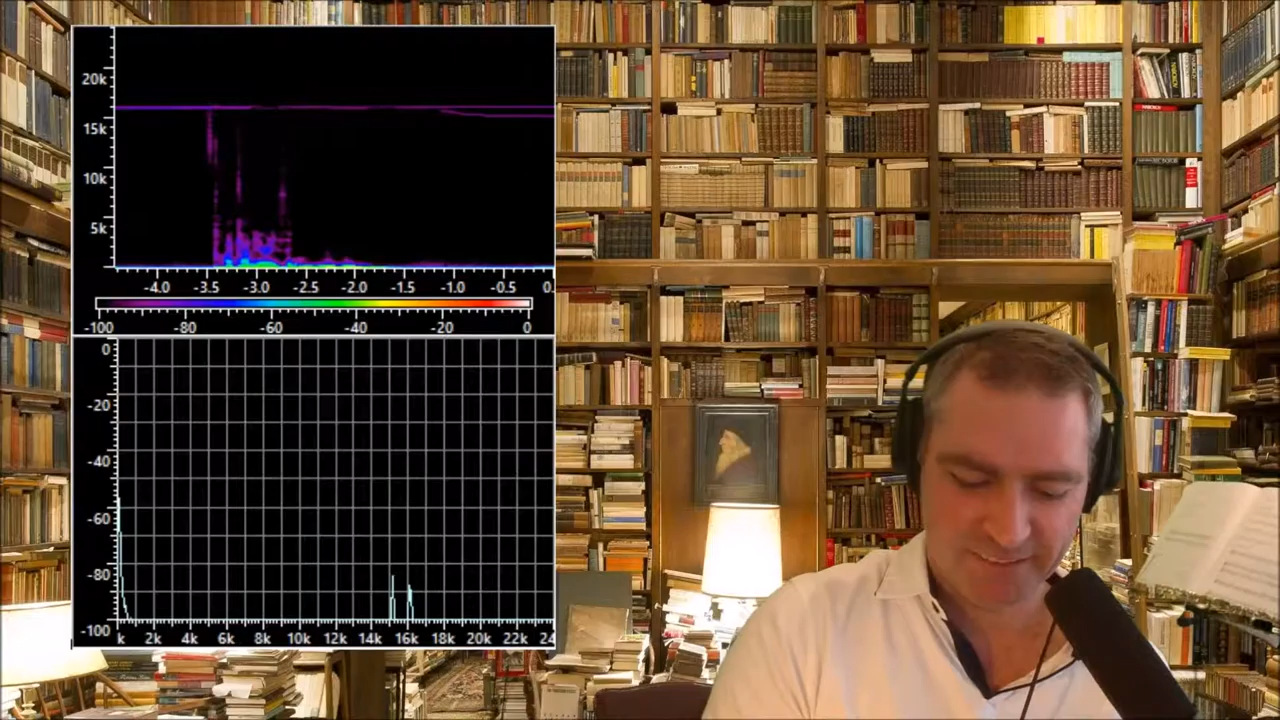 20k
15k
10k
5k
-4.0 -3.5 -3.0 -2.5 -2.0 -1.5 -1.0 -0.5 0.
-100 -80 -60 -40 -20 0
0
-20
-40
-60
-80
-100
k 2k 4k 6k 8k 10k 12k 14k 16k 18k 20k 22k 24